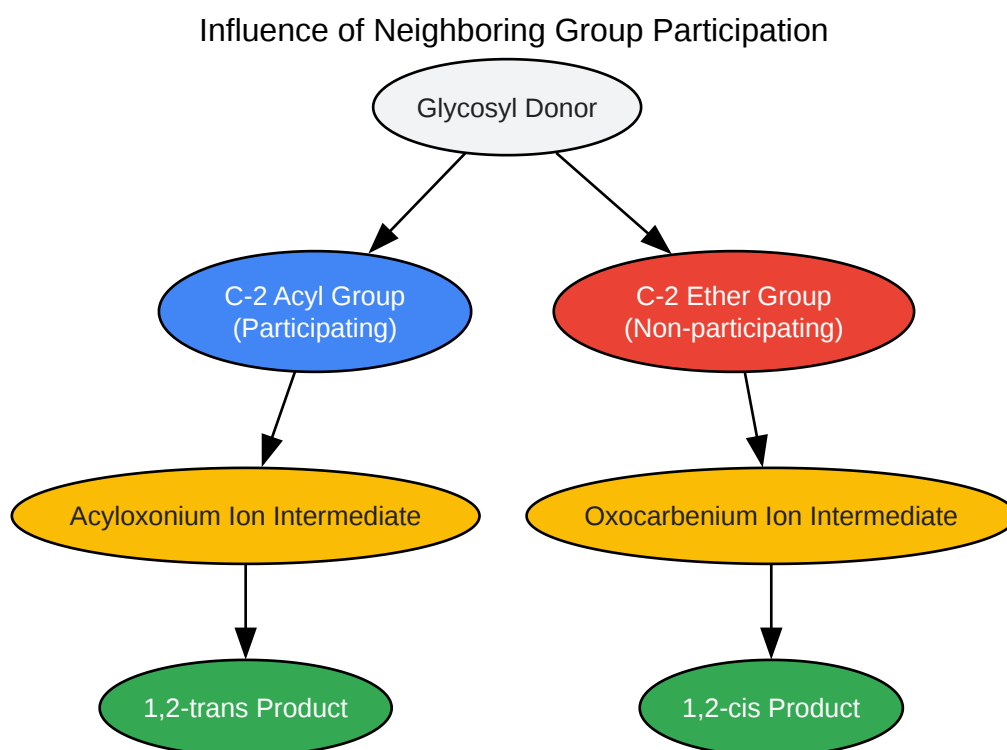 Influence of Neighboring Group Participation
Glycosyl Donor
C-2 Acyl Group
(Participating)
C-2 Ether Group
(Non-participating)
Acyloxonium Ion Intermediate
Oxocarbenium Ion Intermediate
1,2-trans Product
1,2-cis Product